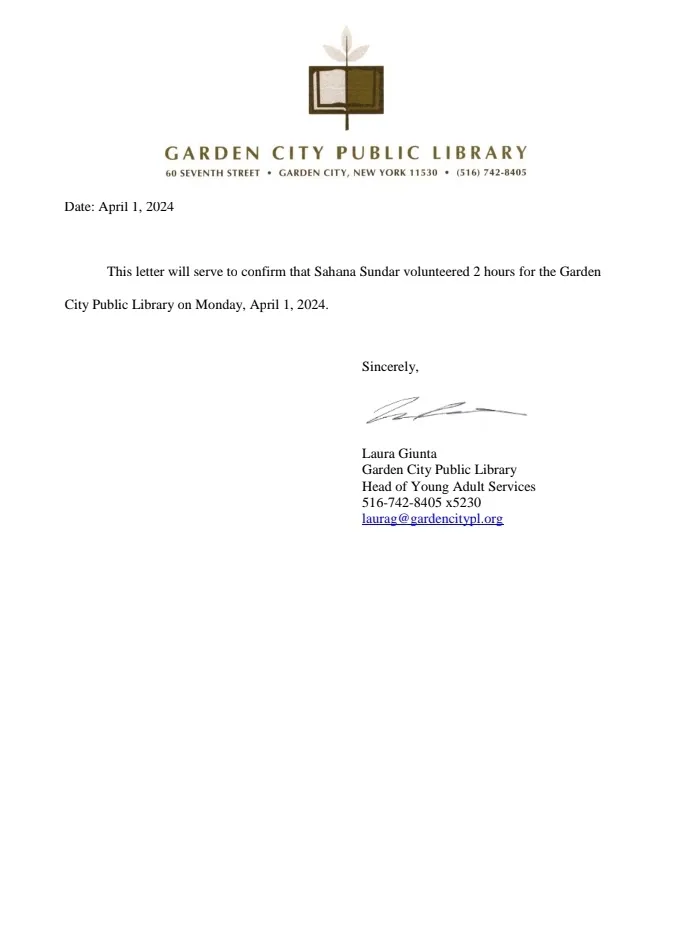 GARDEN CITY PUBLIC LIBRARY
60 SEVENTH STREET • GARDEN CITY, NEW YORK 11530 • (516) 742-8405
Date: April 1, 2024
This letter will serve to confirm that Sahana Sundar volunteered 2 hours for the Garden
City Public Library on Monday, April 1, 2024.
Sincerely,
Laura Giunta
Garden City Public Library
Head of Young Adult Services
516-742-8405 x5230
laurag@gardencitypl.org